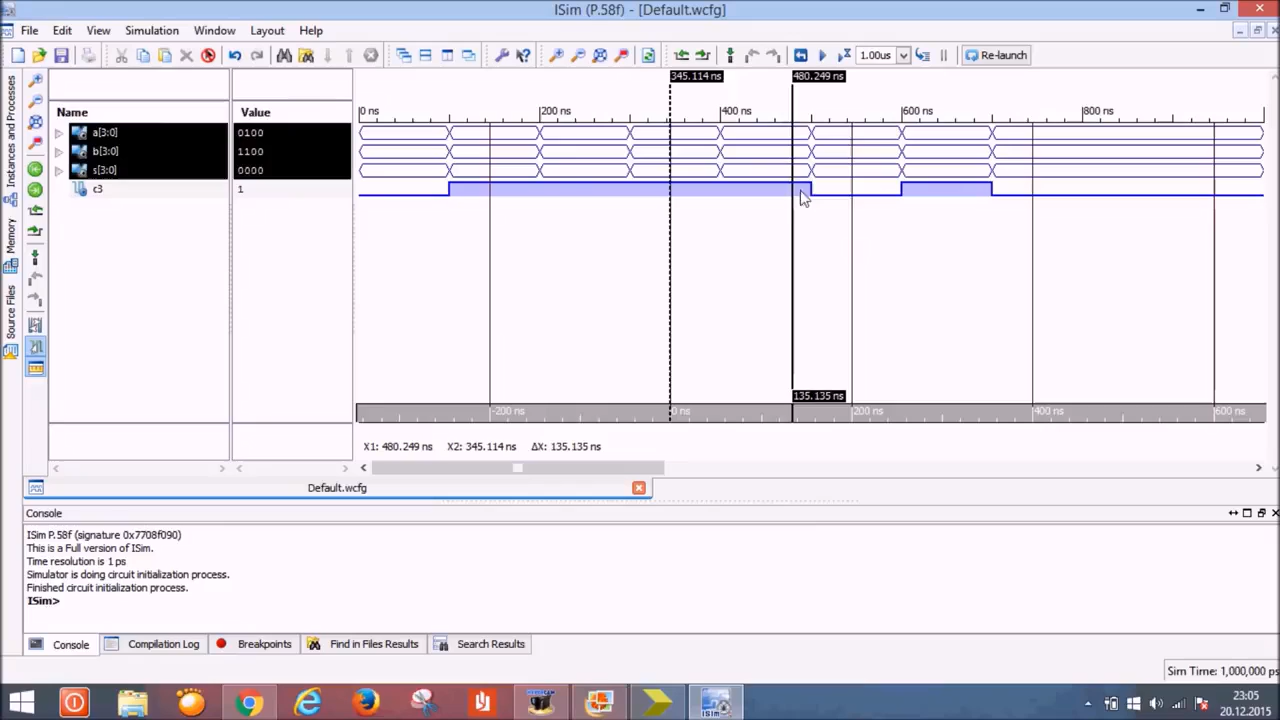 ISim (P.58f) - [Default.wcfg]
File Edit View Simulation Window Layout Help
1.00us Re-launch
345.114 ns 480.249 ns
Name Value
0 ns 200 ns 400 ns 600 ns 800 ns
a[3:0] 0100
b[3:0] 1100
s[3:0] 0000
c3 1
Instances and Processes
Memory
Source Files
135.135 ns
-200 ns 0 ns 200 ns 400 ns 600 ns
X1: 480.249 ns X2: 345.114 ns ΔX: 135.135 ns
Default.wcfg
Console
ISim P.58f (signature 0x7708f090)
This is a Full version of ISim.
Time resolution is 1 ps
Simulator is doing circuit initialization process.
Finished circuit initialization process.
ISim>
Console Compilation Log Breakpoints Find in Files Results Search Results
Sim Time: 1,000,000 ps
ISim
23:05
20.12.2015